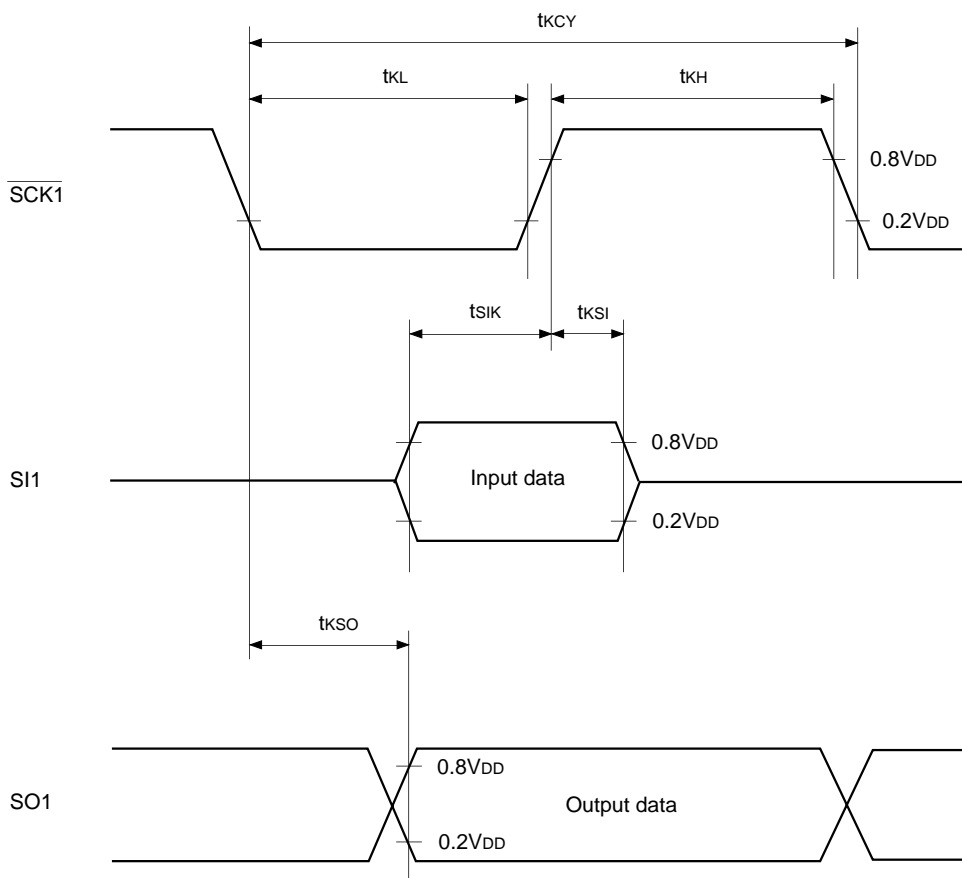 tKCY
tKL
tKH
0.8VDD
SCK1
0.2VDD
tSIK
tKSI
0.8VDD
SI1
Input data
0.2VDD
tKSO
0.8VDD
SO1
Output data
0.2VDD